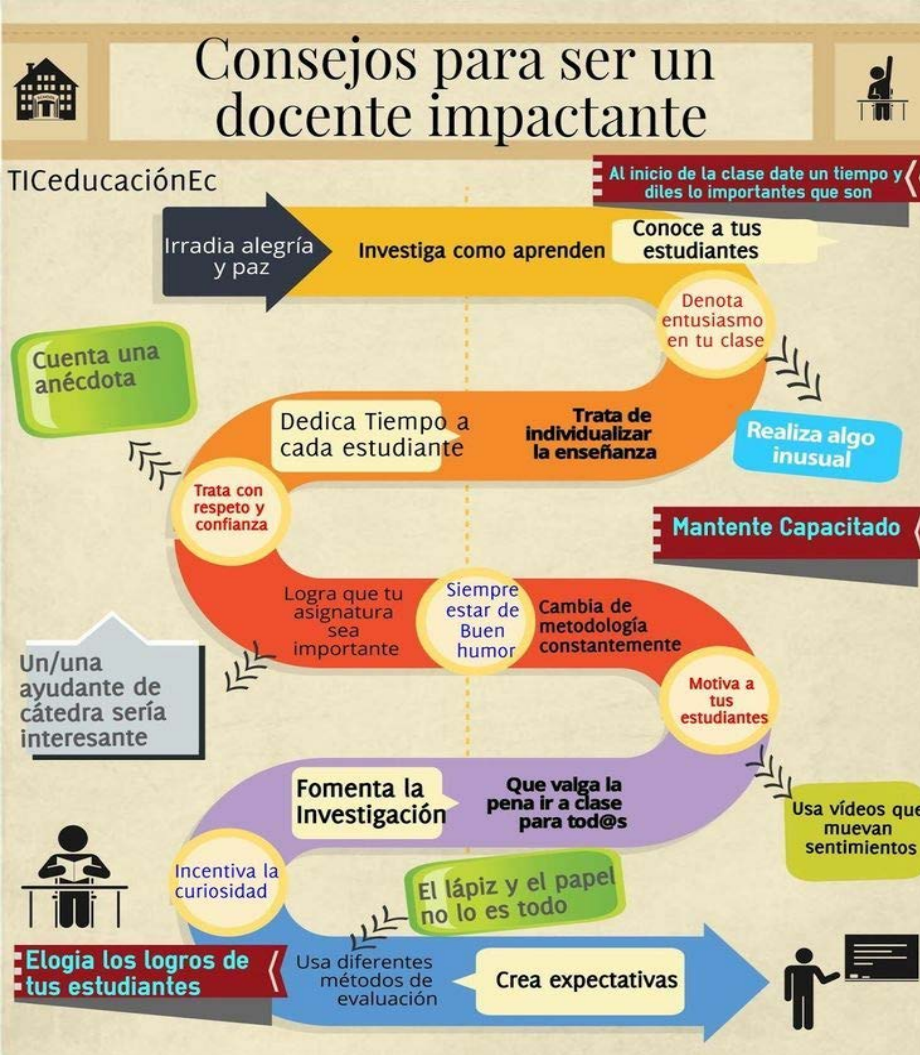 Consejos para ser un
docente impactante
TICeducaciónEc
Al inicio de la clase date un tiempo y
diles lo importantes que son
Irradia alegría
y paz
Investiga como aprenden
Conoce a tus
estudiantes
Denota
entusiasmo
en tu clase
Cuenta una
anécdota
Dedica Tiempo a
cada estudiante
Trata de
individualizar
la enseñanza
Realiza algo
inusual
Trata con
respeto y
confianza
Mantente Capacitado
Logra que tu
asignatura
sea
importante
Siempre
estar de
Buen
humor
Cambia de
metodología
constantemente
Un/una
ayudante de
cátedra sería
interesante
Motiva a
tus
estudiantes
Fomenta la
Investigación
Que valga la
pena ir a clase
para tod@s
Usa vídeos que
muevan
sentimientos
Incentiva la
curiosidad
El lápiz y el papel
no lo es todo
Elogia los logros de
tus estudiantes
Usa diferentes
métodos de
evaluación
Crea expectativas
SCHOOL